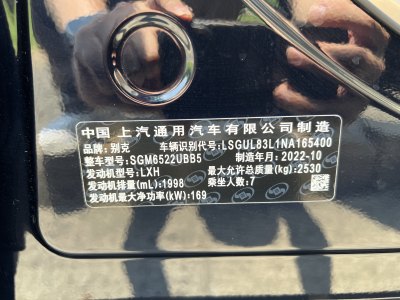 中国 上汽通用汽车有限公司制造
品牌: 别克 车辆识别代号: LSGUL83L1NA165400
整车型号: SGM6522UBB5 制造年月: 2022-10
发动机型号: LXH 最大允许总质量(kg): 2530
发动机排量(mL): 1998 乘坐人数: 7
发动机最大净功率(kW): 169